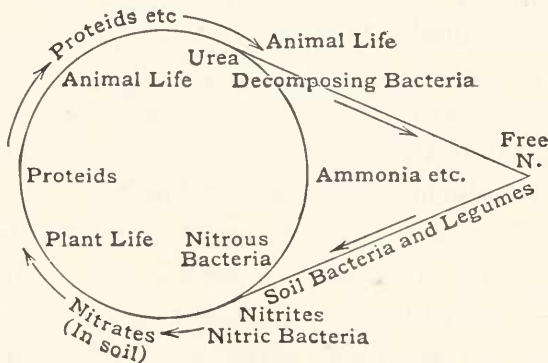 Proteids etc
Animal Life
Urea
Animal Life
Decomposing Bacteria
Free
N.
Proteids
Ammonia etc.
Plant Life
Nitrous
Bacteria
Soil Bacteria and Legumes
Nitrates
(In soil)
Nitrites
Nitric Bacteria